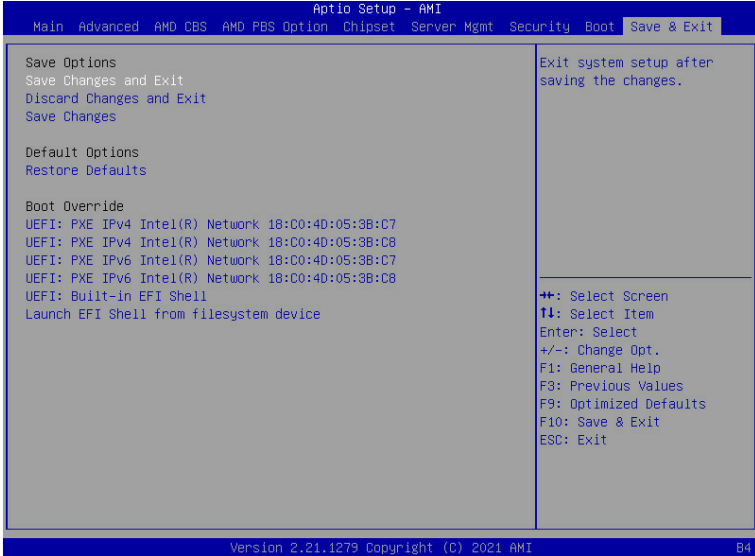 Aptio Setup - AMI
Main Advanced AMD CBS AMD PBS Option Chipset Server Mgmt Security Boot Save & Exit
Save Options
Save Changes and Exit
Discard Changes and Exit
Save Changes
Default Options
Restore Defaults
Boot Override
UEFI: PXE IPv4 Intel(R) Network 18:C0:4D:05:3B:C7
UEFI: PXE IPv4 Intel(R) Network 18:C0:4D:05:3B:C8
UEFI: PXE IPv6 Intel(R) Network 18:C0:4D:05:3B:C7
UEFI: PXE IPv6 Intel(R) Network 18:C0:4D:05:3B:C8
UEFI: Built-in EFI Shell
Launch EFI Shell from filesystem device
Exit system setup after
saving the changes.
→←: Select Screen
↑↓: Select Item
Enter: Select
+/-: Change Opt.
F1: General Help
F3: Previous Values
F9: Optimized Defaults
F10: Save & Exit
ESC: Exit
Version 2.21.1279 Copyright (C) 2021 AMI
B4